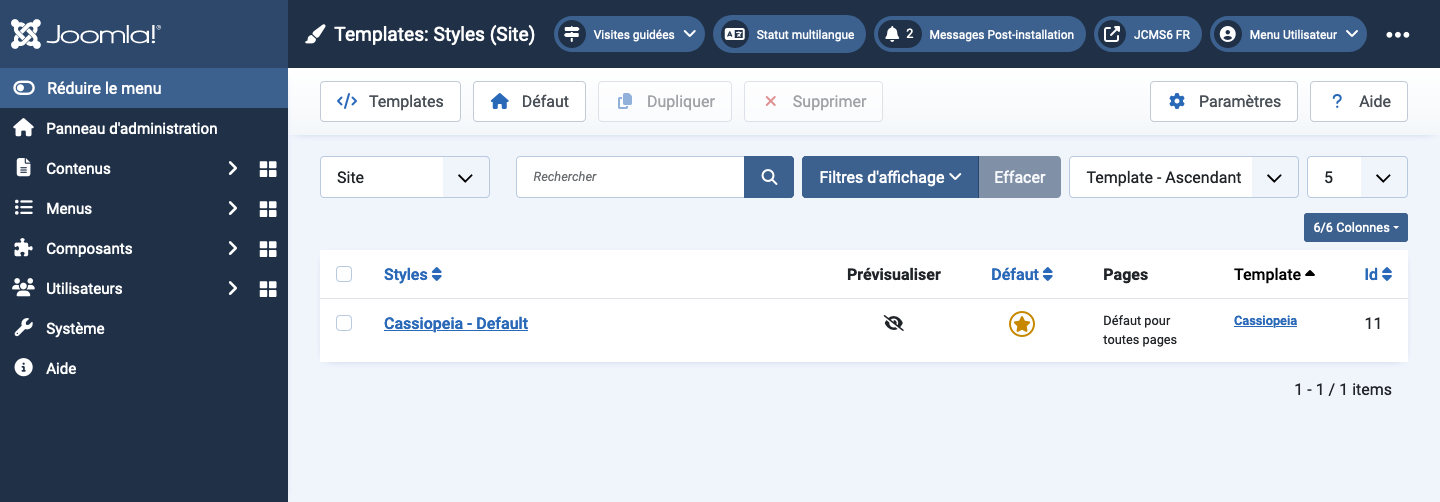 Joomla!®
Templates: Styles (Site)
Visites guidées
Statut multilangue
2 Messages Post-installation
JCMS6 FR
Menu Utilisateur
Réduire le menu
Panneau d'administration
Contenus
Menus
Composants
Utilisateurs
Système
Aide
Templates
Défaut
Dupliquer
Supprimer
Paramètres
Aide
Site
Rechercher
Filtres d'affichage
Effacer
Template - Ascendant
5
6/6 Colonnes
Styles Prévisualiser Défaut Pages Template Id
Cassiopeia - Default Défaut pour Cassiopeia 11
toutes pages
1 - 1 / 1 items